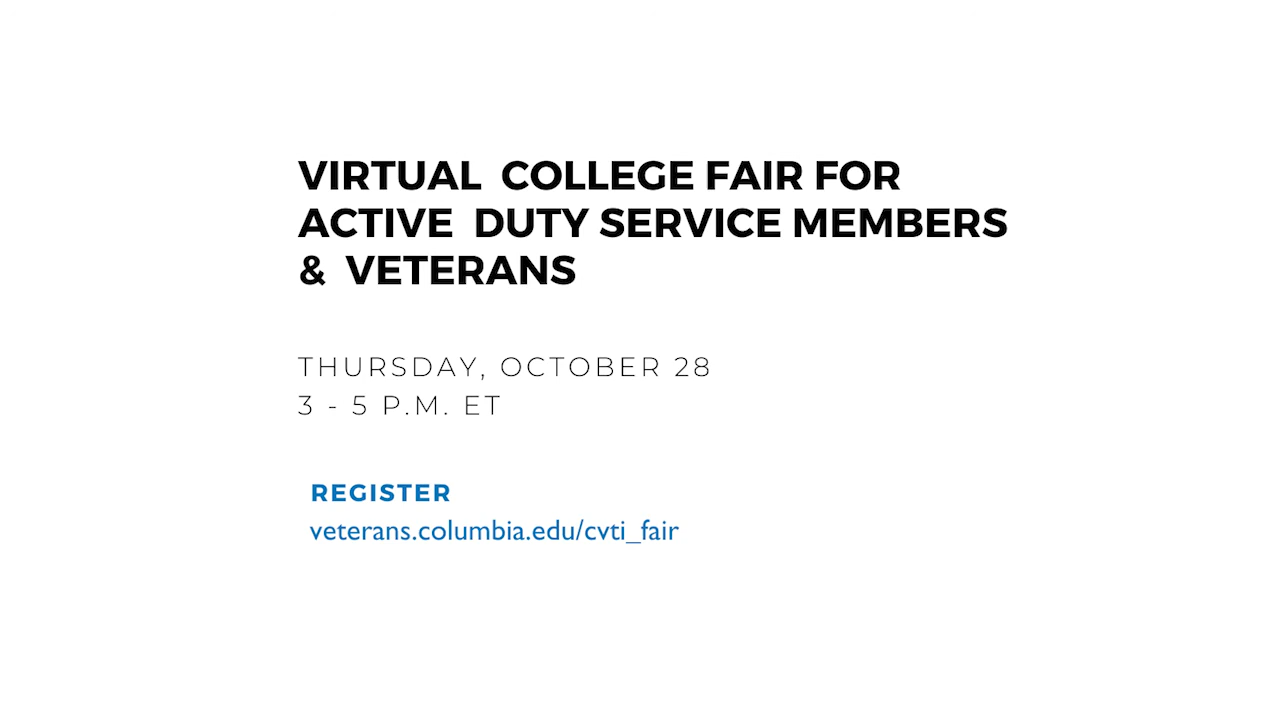 VIRTUAL COLLEGE FAIR FOR
ACTIVE DUTY SERVICE MEMBERS
& VETERANS
THURSDAY, OCTOBER 28
3 - 5 P.M. ET
REGISTER
veterans.columbia.edu/cvti_fair